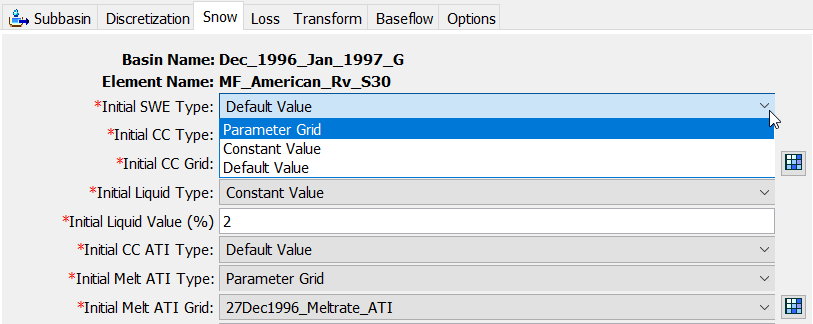 Subbasin Discretization Snow Loss Transform Baseflow Options
Basin Name: Dec_1996_Jan_1997_G
Element Name: MF_American_Rv_S30
*Initial SWE Type: Default Value
Parameter Grid
*Initial CC Type:
Constant Value
*Initial CC Grid:
Default Value
*Initial Liquid Type: Constant Value
*Initial Liquid Value (%) 2
*Initial CC ATI Type: Default Value
*Initial Melt ATI Type: Parameter Grid
*Initial Melt ATI Grid: 27Dec1996_Meltrate_ATI